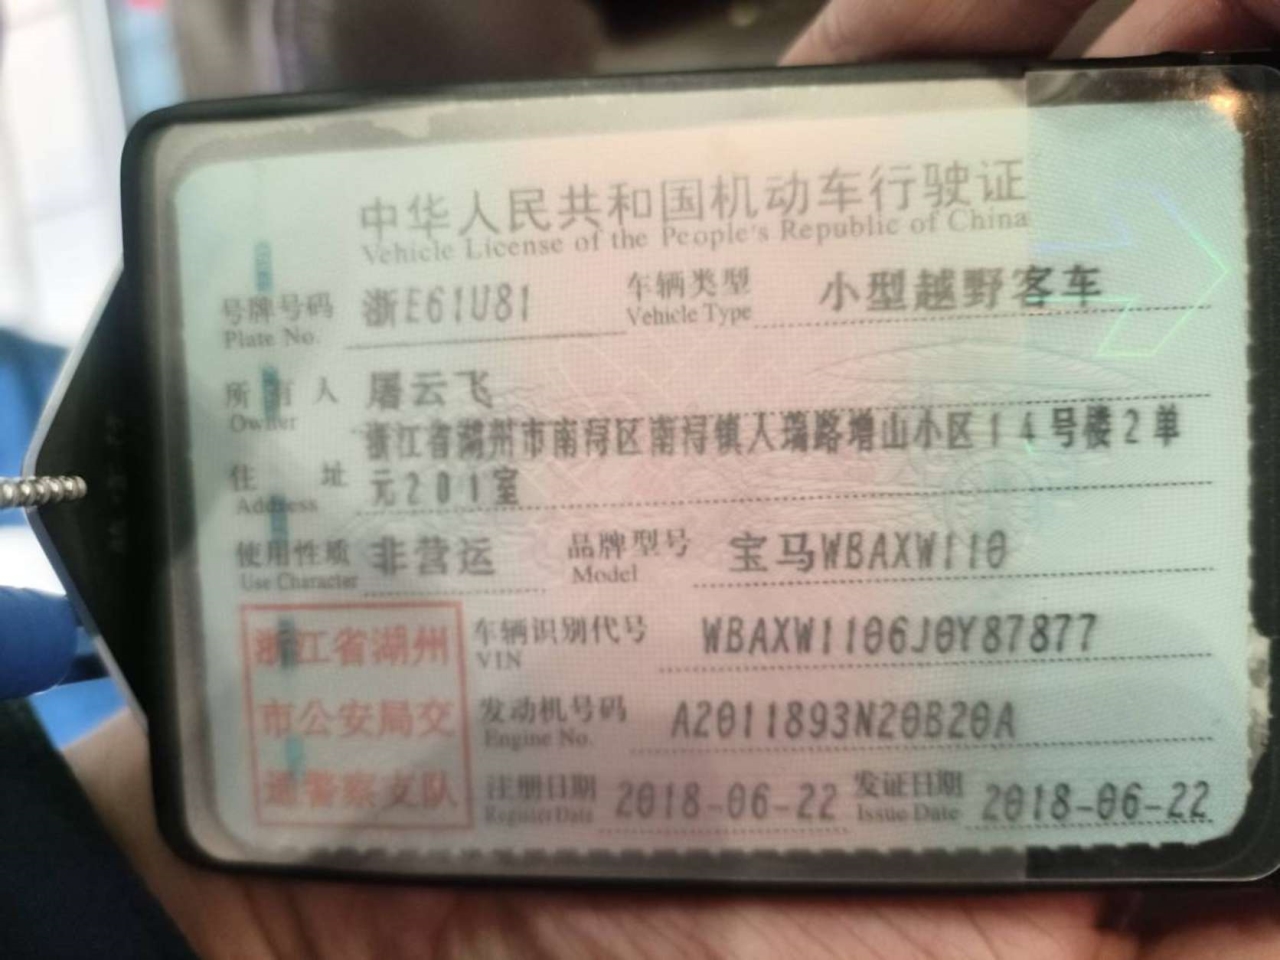 中华人民共和国机动车行驶证
Vehicle License of the People's Republic of China
号牌号码 浙E61U81 车辆类型 小型越野客车
Plate No. Vehicle Type
所有人 屠云飞
Owner
浙江省湖州市南浔区南浔镇人瑞路增山小区14号楼2单
住址 元201室
Address
使用性质 非营运 品牌型号 宝马WBAXW110
Use Character Model
浙江省湖州 车辆识别代号 WBAXW1106J0Y87877
VIN
市公安局交 发动机号码 A2011893N20B20A
Engine No.
通警察支队 注册日期 2018-06-22 发证日期 2018-06-22
Register Date Issue Date